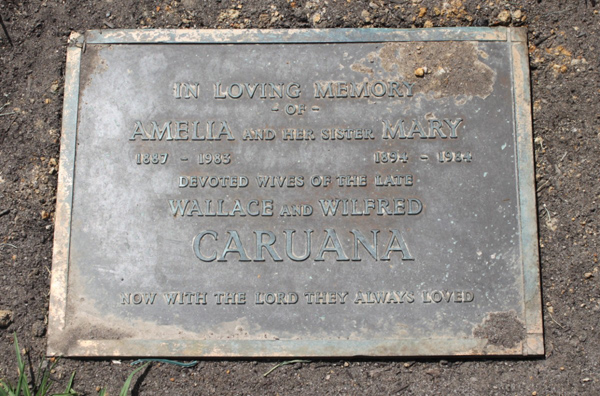 IN LOVING MEMORY
- OF -
AMELIA AND HER SISTER MARY
1887 - 1983 1894 - 1984
DEVOTED WIVES OF THE LATE
WALLACE AND WILFRED
CARUANA
NOW WITH THE LORD THEY ALWAYS LOVED